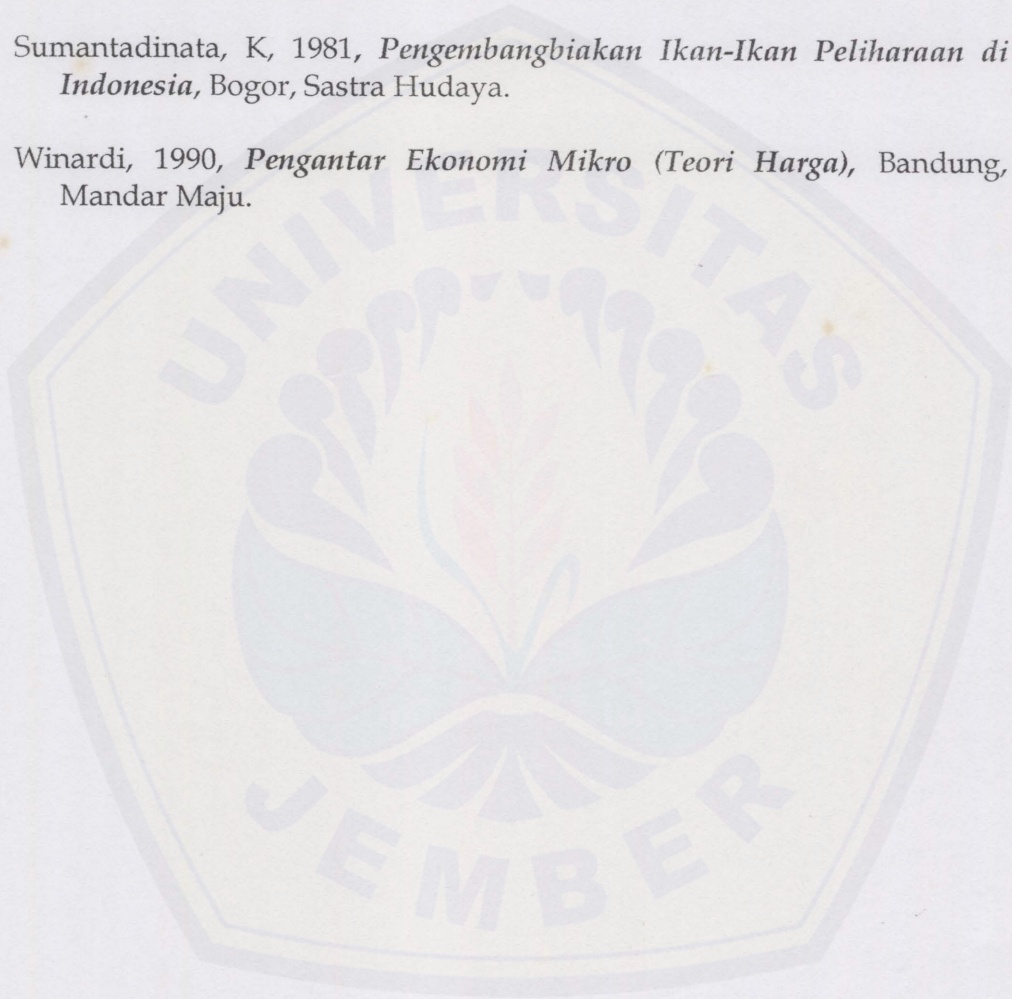 Sumantadinata, K, 1981, Pengembangbiakan Ikan-Ikan Peliharaan di
Indonesia, Bogor, Sastra Hudaya.
Winardi, 1990, Pengantar Ekonomi Mikro (Teori Harga), Bandung,
Mandar Maju.
UNIVERSITAS
JEMBER